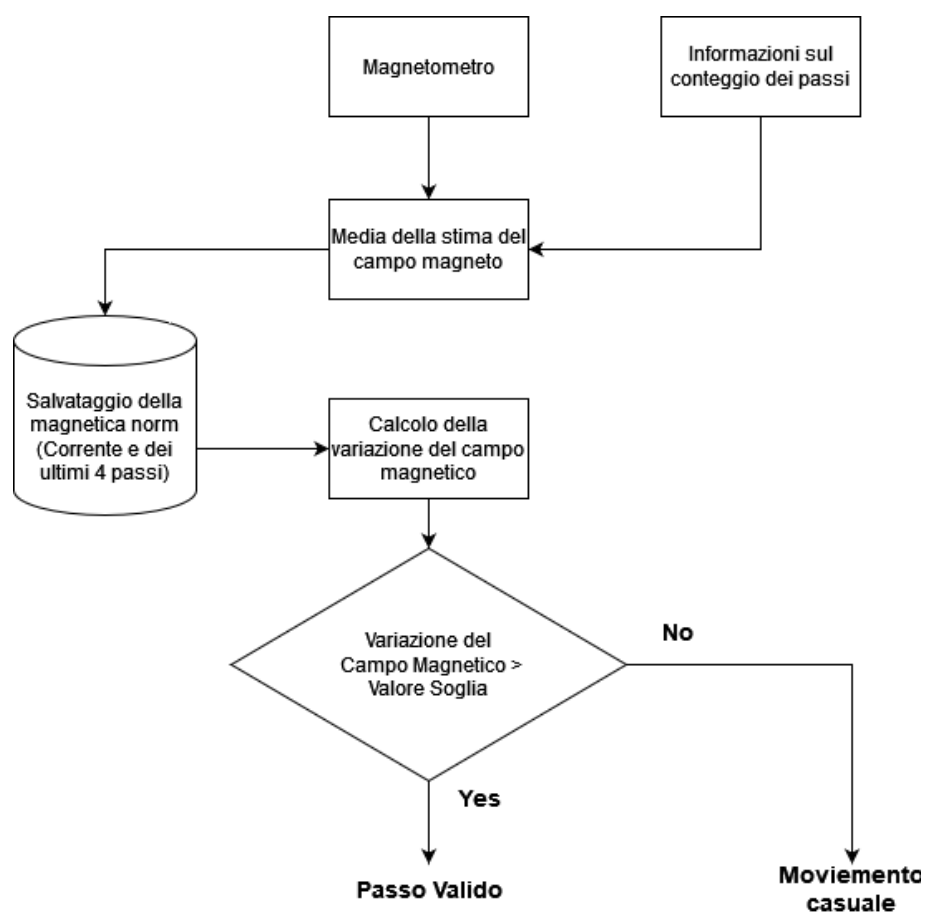 Magnetometro
Informazioni sul
conteggio dei passi
Media della stima del
campo magneto
Salvataggio della
magnetica norm
(Corrente e dei
ultimi 4 passi)
Calcolo della
variazione del campo
magnetico
Variazione del
Campo Magnetico >
Valore Soglia
No
Yes
Passo Valido
Moviemento
casuale